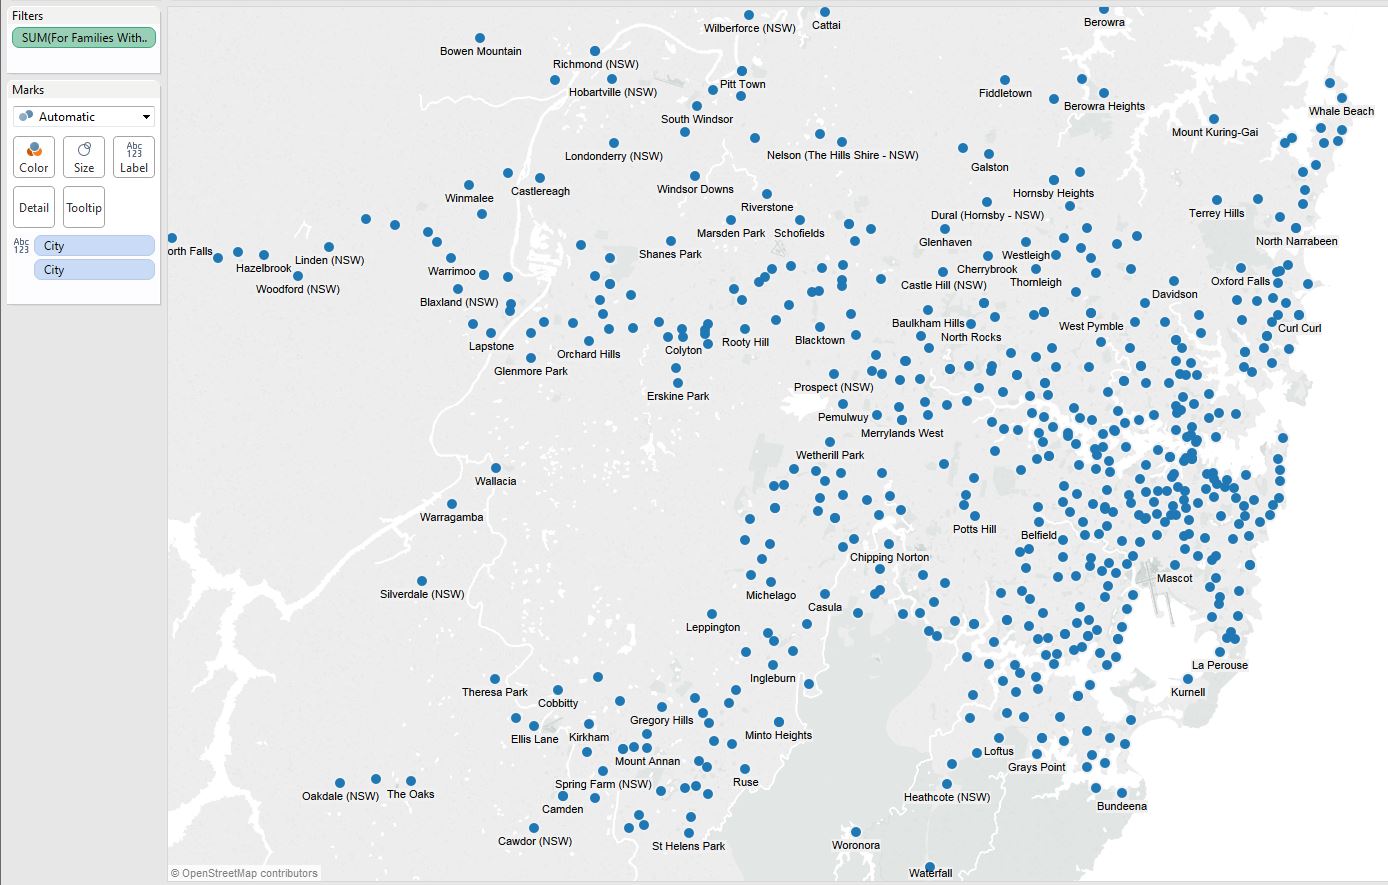 Filters
SUM(For Families With..
Marks
Automatic
Color
Size
Abc
123
Label
Detail
Tooltip
Abc
123
City
City
Wilberforce (NSW)
Cattai
Berowra
Bowen Mountain
Richmond (NSW)
Pitt Town
Hobartville (NSW)
Fiddletown
Berowra Heights
Whale Beach
South Windsor
Mount Kuring-Gai
Londonderry (NSW)
Nelson (The Hills Shire - NSW)
Galston
Winmalee
Castlereagh
Windsor Downs
Hornsby Heights
Riverstone
Dural (Hornsby - NSW)
Terrey Hills
Marsden Park
Schofields
Glenhaven
North Narrabeen
orth Falls
Hazelbrook
Linden (NSW)
Shanes Park
Westleigh
Warrimoo
Cherrybrook
Thornleigh
Oxford Falls
Woodford (NSW)
Castle Hill (NSW)
Davidson
Blaxland (NSW)
Baulkham Hills
West Pymble
Curl Curl
Lapstone
Orchard Hills
Colyton
Rooty Hill
Blacktown
North Rocks
Glenmore Park
Erskine Park
Prospect (NSW)
Pemulwuy
Merrylands West
Wetherill Park
Wallacia
Warragamba
Potts Hill
Belfield
Chipping Norton
Mascot
Silverdale (NSW)
Michelago
Casula
Leppington
La Perouse
Theresa Park
Cobbitty
Ingleburn
Kurnell
Gregory Hills
Ellis Lane
Kirkham
Minto Heights
Loftus
Mount Annan
Grays Point
Oakdale (NSW)
The Oaks
Spring Farm (NSW)
Ruse
Heathcote (NSW)
Camden
Bundeena
Cawdor (NSW)
St Helens Park
Woronora
Waterfall
© OpenStreetMap contributors